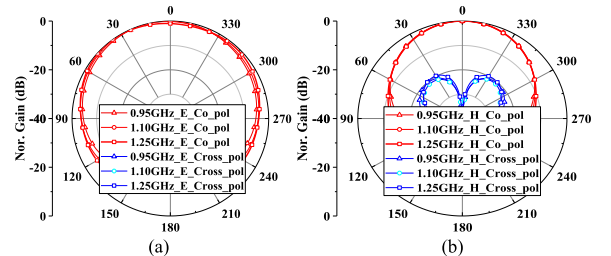 0
30
330
60
300
90
270
120
240
150
210
180
0
-20
-40
-20
0
Nor. Gain (dB)
0.95GHz_E_Co_pol
1.10GHz_E_Co_pol
1.25GHz_E_Co_pol
0.95GHz_E_Cross_pol
1.10GHz_E_Cross_pol
1.25GHz_E_Cross_pol
(a)
0
30
330
60
300
90
270
120
240
150
210
180
0
-20
-40
-20
0
Nor. Gain (dB)
0.95GHz_H_Co_pol
1.10GHz_H_Co_pol
1.25GHz_H_Co_pol
0.95GHz_H_Cross_pol
1.10GHz_H_Cross_pol
1.25GHz_H_Cross_pol
(b)